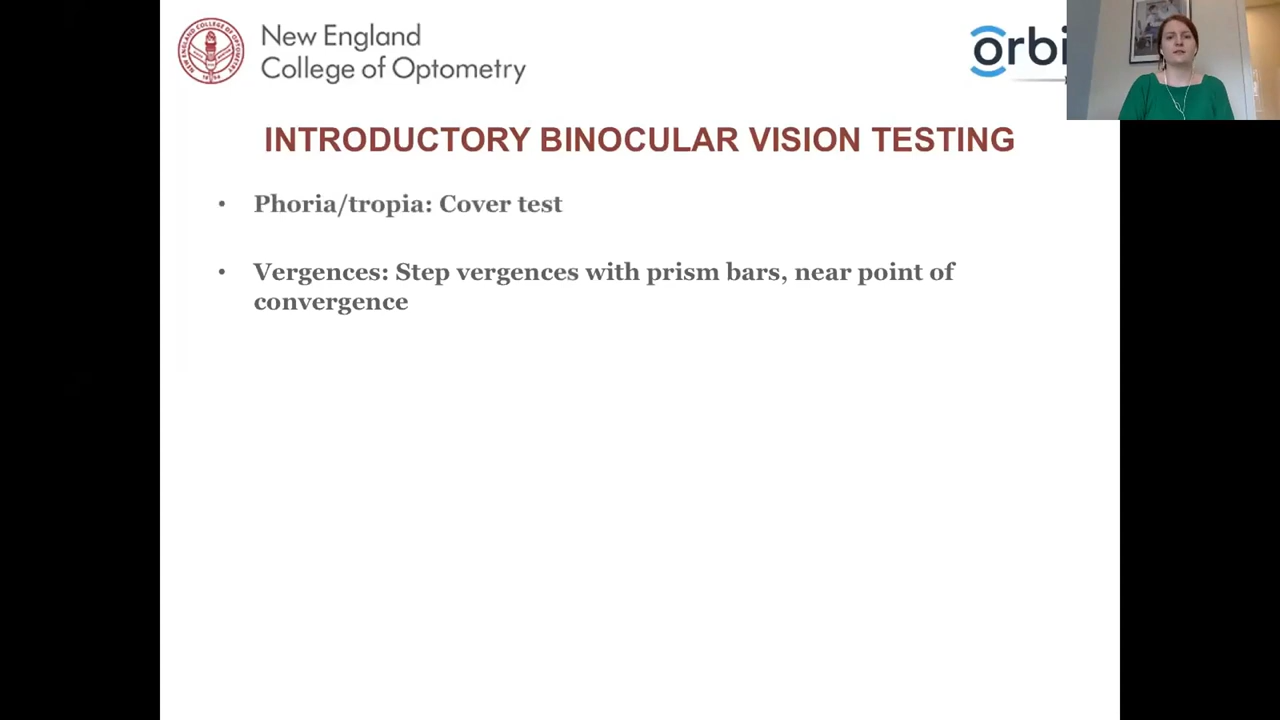 New England
College of Optometry
orbi
INTRODUCTORY BINOCULAR VISION TESTING
• Phoria/tropia: Cover test
• Vergences: Step vergences with prism bars, near point of
convergence